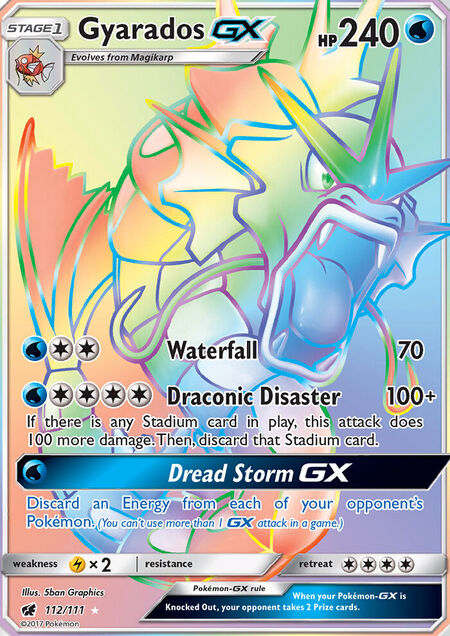 STAGE 1 Gyarados GX HP 240
Evolves from Magikarp
Waterfall 70
Draconic Disaster 100+
If there is any Stadium card in play, this attack does
100 more damage. Then, discard that Stadium card.
Dread Storm GX
Discard an Energy from each of your opponent's
Pokémon. (You can't use more than 1 GX attack in a game.)
weakness ×2 resistance retreat
Illus. 5ban Graphics
112/111
©2017 Pokémon
Pokémon-GX rule
When your Pokémon-GX is
Knocked Out, your opponent takes 2 Prize cards.